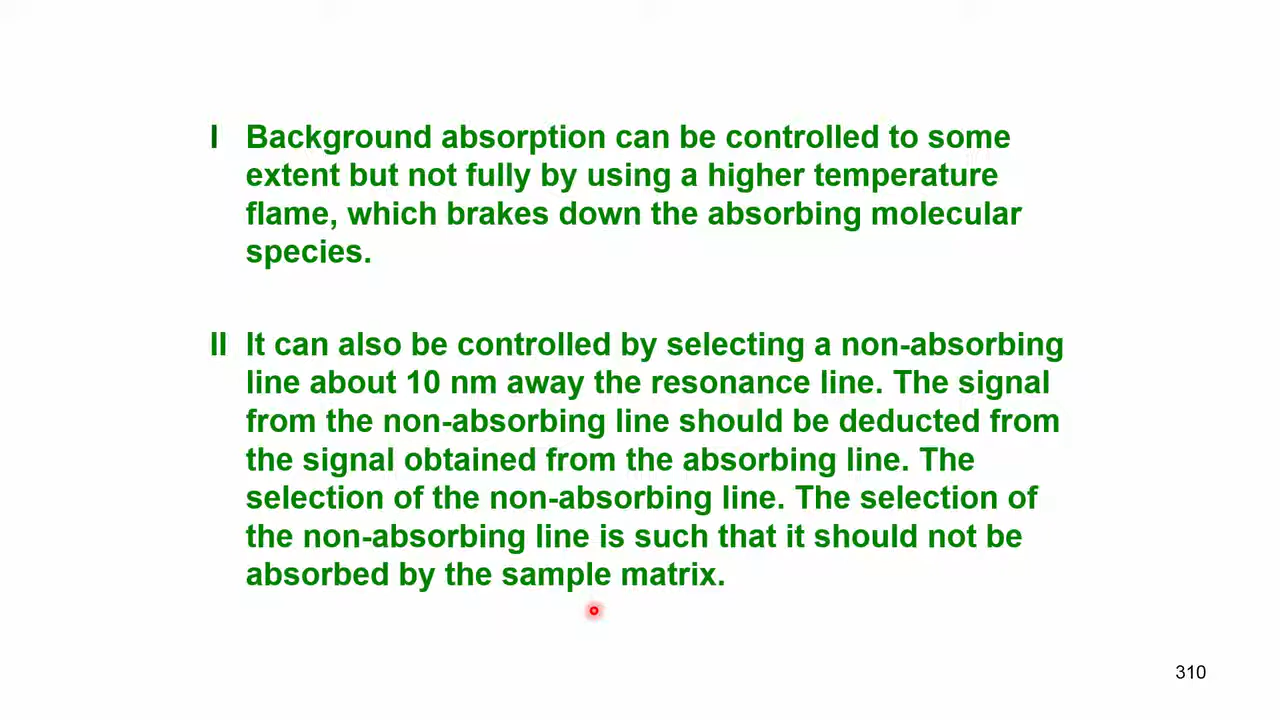 I Background absorption can be controlled to some
extent but not fully by using a higher temperature
flame, which brakes down the absorbing molecular
species.
II It can also be controlled by selecting a non-absorbing
line about 10 nm away the resonance line. The signal
from the non-absorbing line should be deducted from
the signal obtained from the absorbing line. The
selection of the non-absorbing line. The selection of
the non-absorbing line is such that it should not be
absorbed by the sample matrix.
310